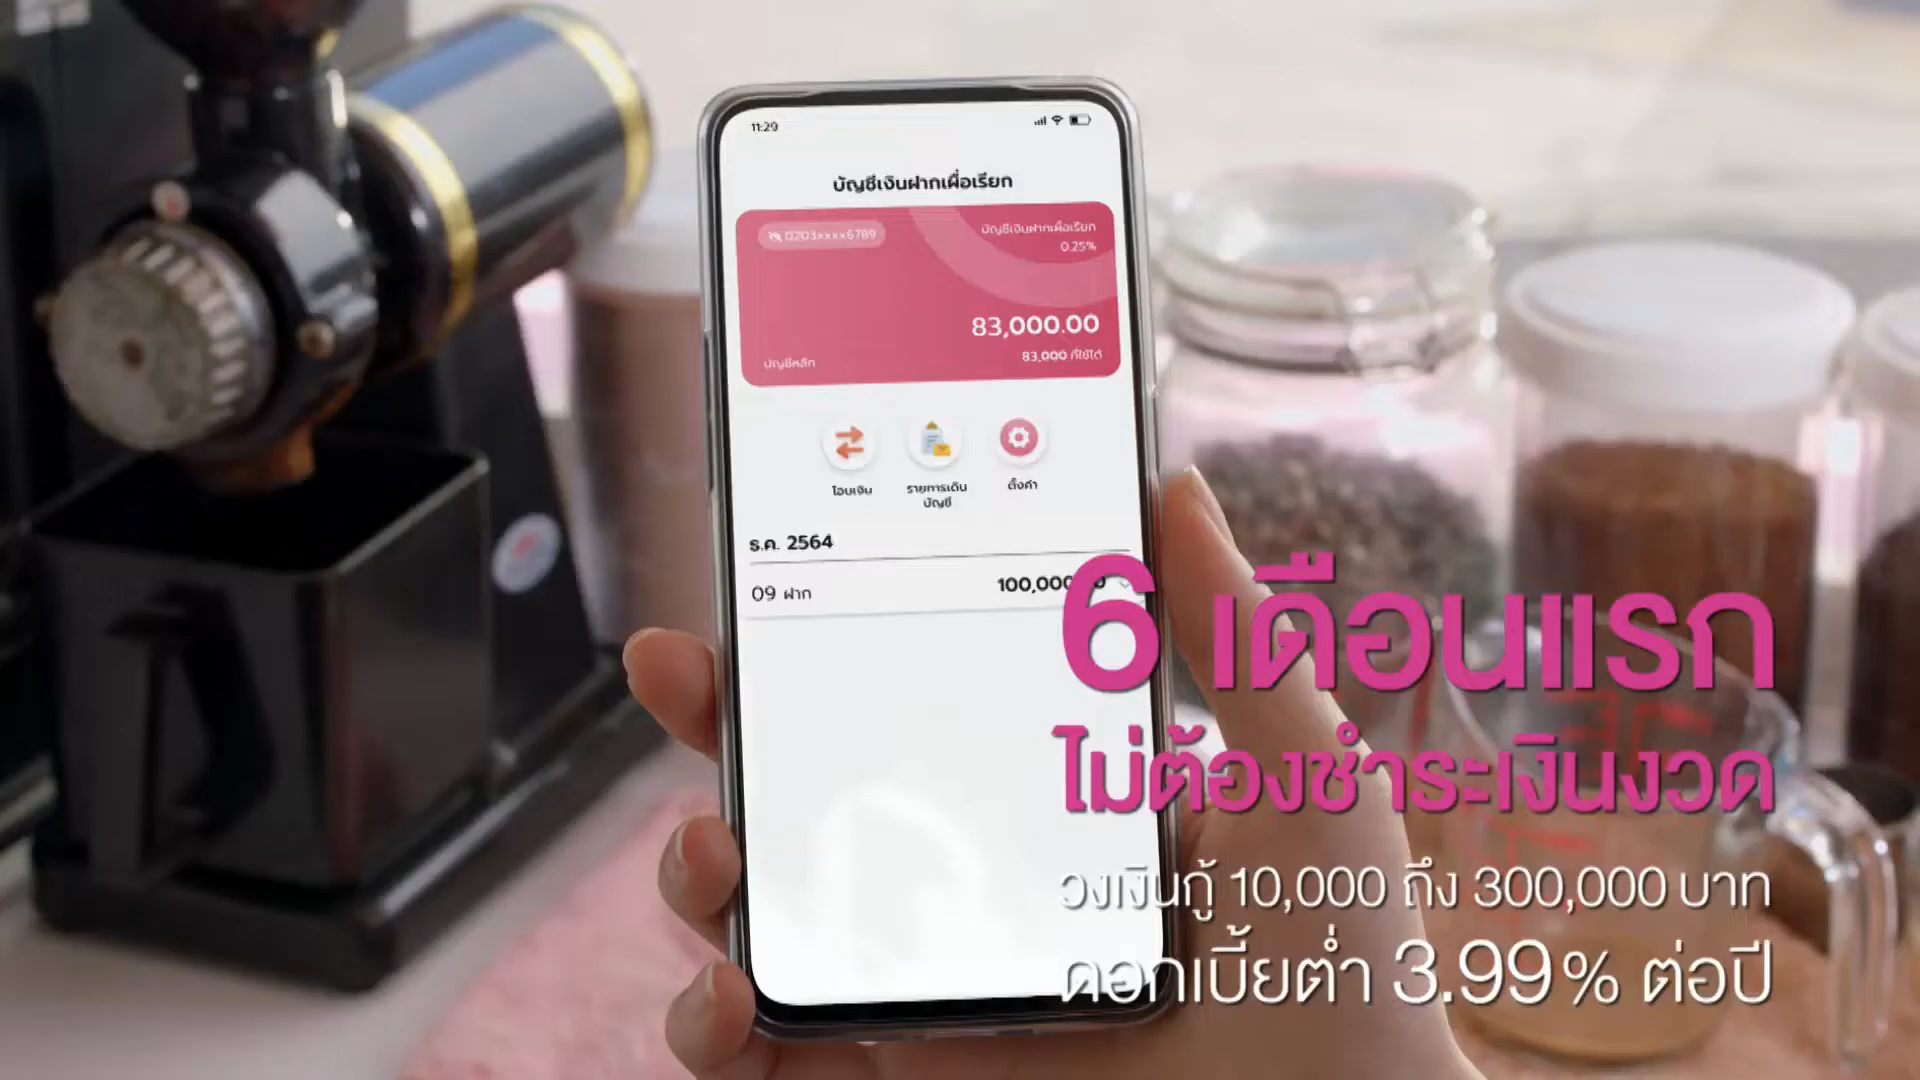 11:29
บัญชีเงินฝากเผื่อเรียก
0203xxxx6789
บัญชีเงินฝากเผื่อเรียก
0.25%
83,000.00
83,000 ที่ใช้ได้
บัญชีหลัก
โอนเงิน
รายการเดิน
บัญชี
ตั้งค่า
ธ.ค. 2564
09 ฝาก
6 เดือนแรก
ไม่ต้องชำระเงินงวด
วงเงินกู้ 10,000 ถึง 300,000 บาท
ดอกเบี้ยต่ำ 3.99% ต่อปี